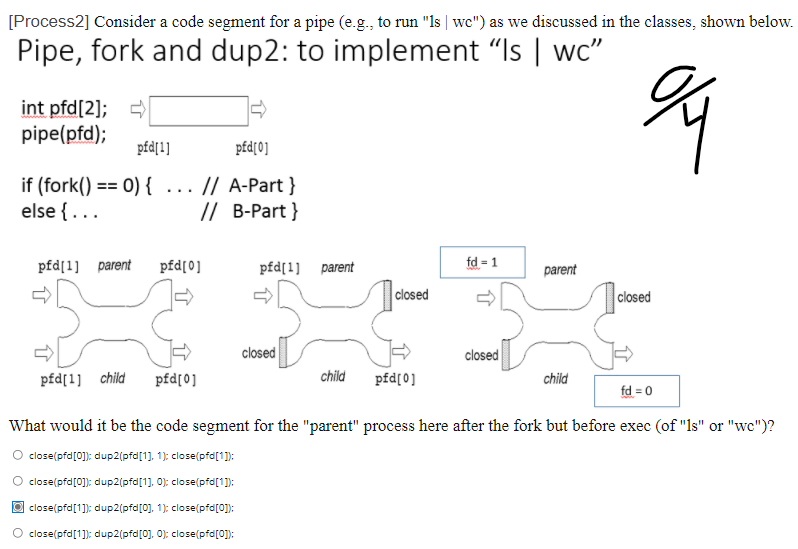 [Process2] Consider a code segment for a pipe (e.g., to run "ls | wc") as we discussed in the classes, shown below.
Pipe, fork and dup2: to implement “ls | wc”
0/4
int pfd[2];
pipe(pfd);
pfd[1] pfd[0]
if (fork() == 0) { ... // A-Part }
else {... // B-Part }
pfd[1] parent pfd[0] pfd[1] parent fd = 1 parent
closed closed
closed closed
pfd[1] child pfd[0] child pfd[0] child
fd = 0
What would it be the code segment for the "parent" process here after the fork but before exec (of "ls" or "wc")?
close(pfd[0]); dup2(pfd[1], 1); close(pfd[1]);
close(pfd[0]); dup2(pfd[1], 0); close(pfd[1]);
close(pfd[1]); dup2(pfd[0], 1); close(pfd[0]);
close(pfd[1]); dup2(pfd[0], 0); close(pfd[0]);